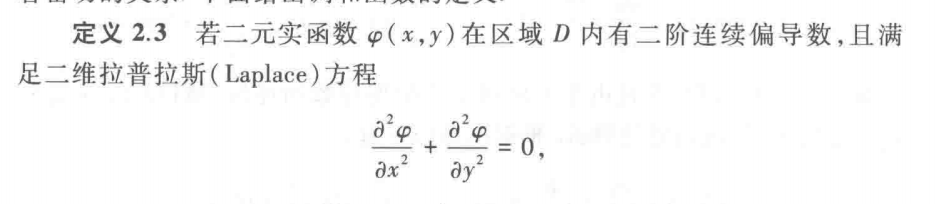 定义 2.3 若二元实函数 φ(x,y)在区域 D 内有二阶连续偏导数,且满
足二维拉普拉斯(Laplace)方程
∂²φ/∂x² + ∂²φ/∂y² = 0,